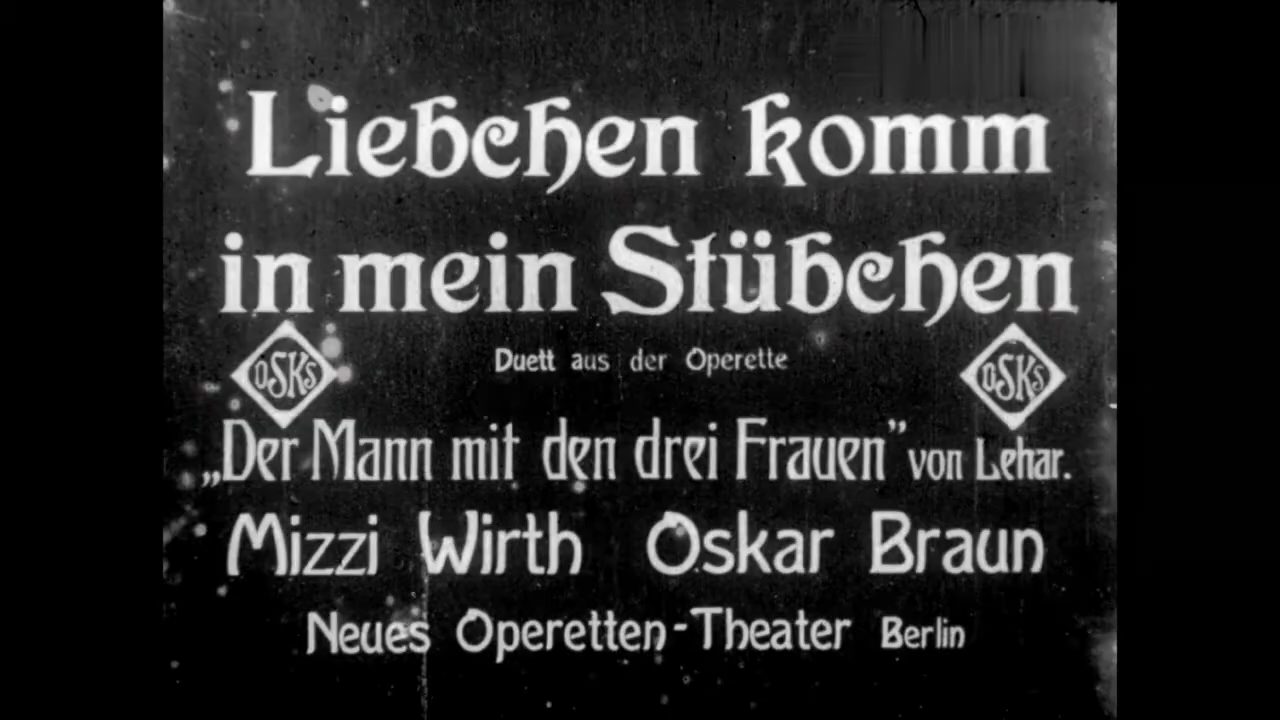 Liebchen komm
in mein Stübchen
OSKS OSKS
Duett aus der Operette
„Der Mann mit den drei Frauen” von Lehar.
Mizzi Wirth Oskar Braun
Neues Operetten-Theater Berlin